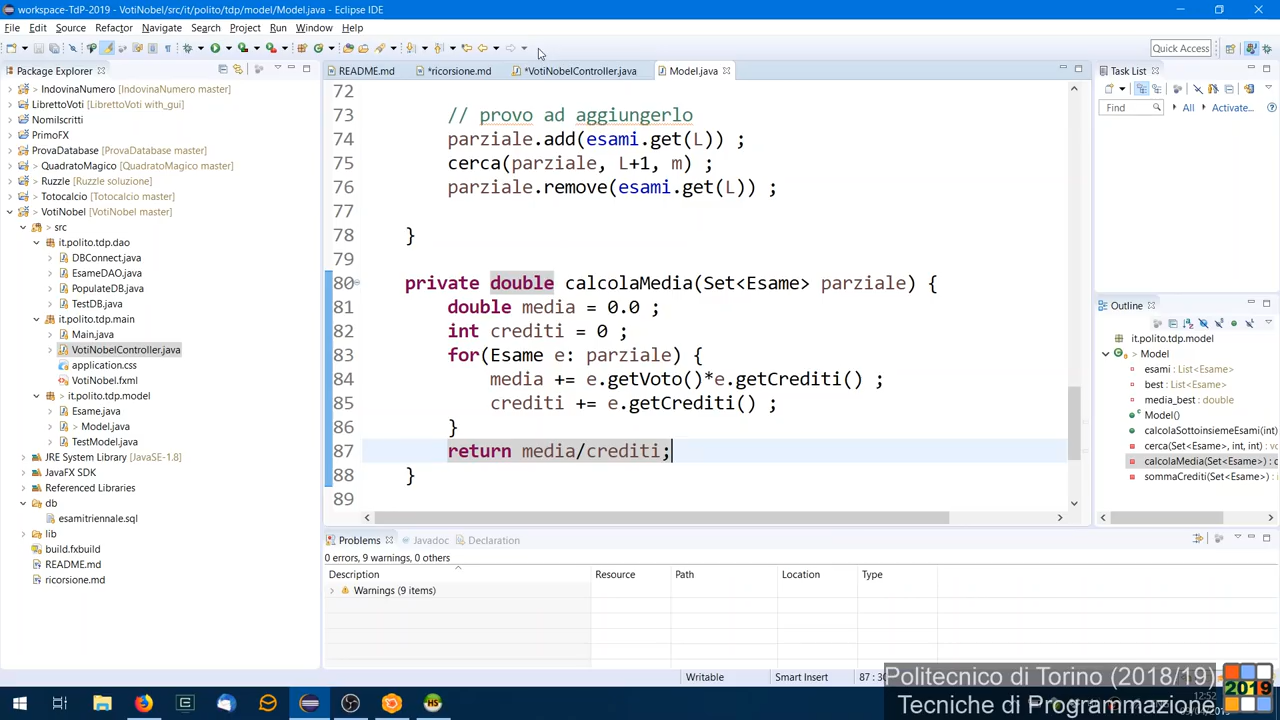 workspace-TdP-2019 - VotiNobel/src/it/polito/tdp/model/Model.java - Eclipse IDE
File Edit Source Refactor Navigate Search Project Run Window Help
Quick Access
Package Explorer
IndovinaNumero [IndovinaNumero master]
LibrettoVoti [LibrettoVoti with_gui]
NomiIscritti
PrimoFX
ProvaDatabase [ProvaDatabase master]
> QuadratoMagico [QuadratoMagico master]
> Ruzzle [Ruzzle soluzione]
> Totocalcio [Totocalcio master]
> VotiNobel [VotiNobel master]
> src
it.polito.tdp.dao
DBConnect.java
EsameDAO.java
PopulateDB.java
TestDB.java
it.polito.tdp.main
Main.java
VotiNobelController.java
application.css
VotiNobel.fxml
> it.polito.tdp.model
Esame.java
> Model.java
TestModel.java
JRE System Library [JavaSE-1.8]
JavaFX SDK
Referenced Libraries
db
esamitriennale.sql
lib
build.fxbuild
README.md
ricorsione.md
README.md *ricorsione.md *VotiNobelController.java Model.java
72
73 // provo ad aggiungerlo
74 parziale.add(esami.get(L)) ;
75 cerca(parziale, L+1, m) ;
76 parziale.remove(esami.get(L)) ;
77
78 }
79
80 private double calcolaMedia(Set<Esame> parziale) {
81 double media = 0.0 ;
82 int crediti = 0 ;
83 for(Esame e: parziale) {
84 media += e.getVoto()*e.getCrediti() ;
85 crediti += e.getCrediti() ;
86 }
87 return media/crediti;
88 }
89
Problems Javadoc Declaration
0 errors, 9 warnings, 0 others
Description Resource Path Location Type
Warnings (9 items)
Task List
Find All Activate...
Outline
it.polito.tdp.model
Model
esami : List<Esame>
best : List<Esame>
media_best : double
Model()
calcolaSottoinsiemeEsami(int)
cerca(Set<Esame>, int, int) :
calcolaMedia(Set<Esame>) :
sommaCrediti(Set<Esame>) :
Writable Smart Insert
Politecnico di Torino (2018/19)
Tecniche di Programmazione
2019